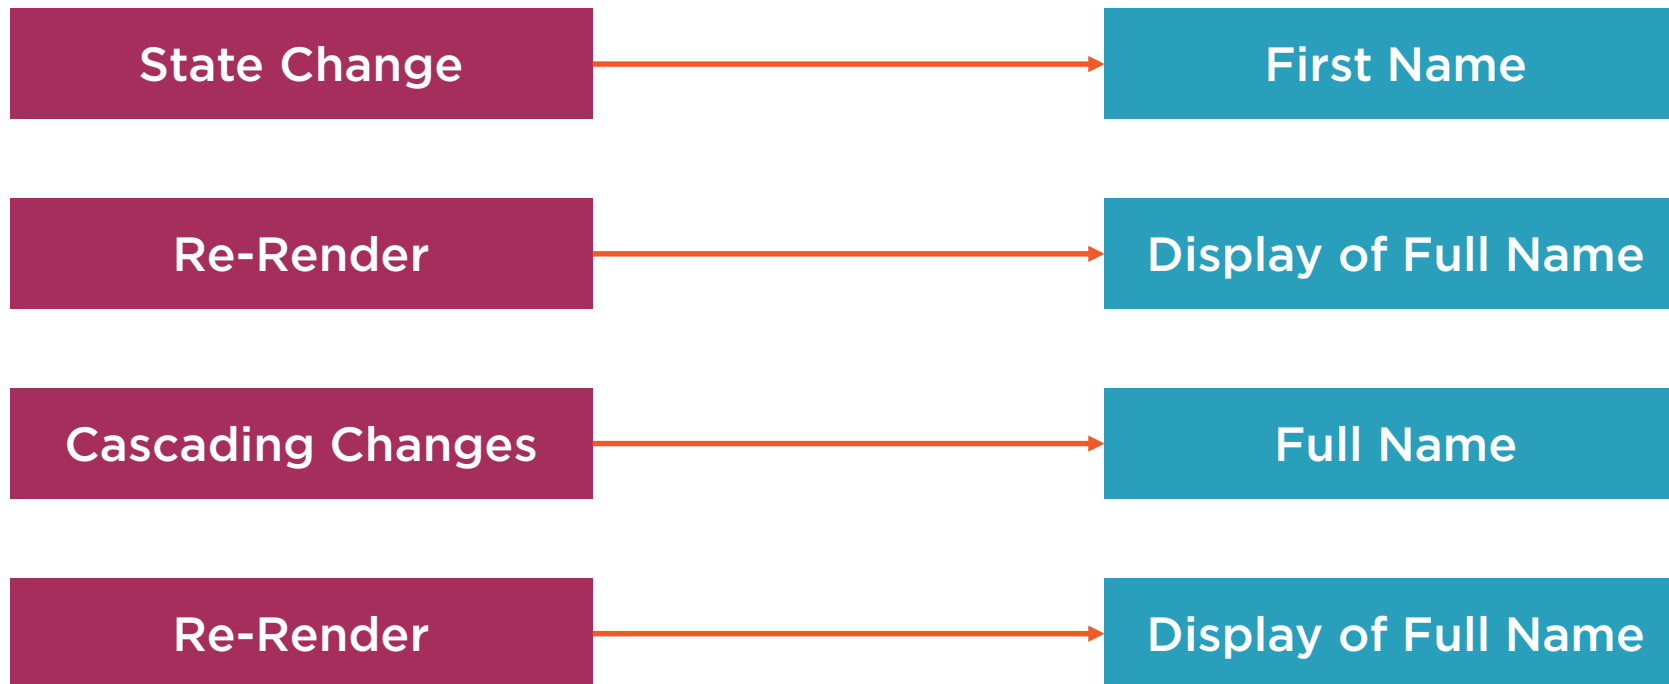 State Change
First Name
Re-Render
Display of Full Name
Cascading Changes
Full Name
Re-Render
Display of Full Name